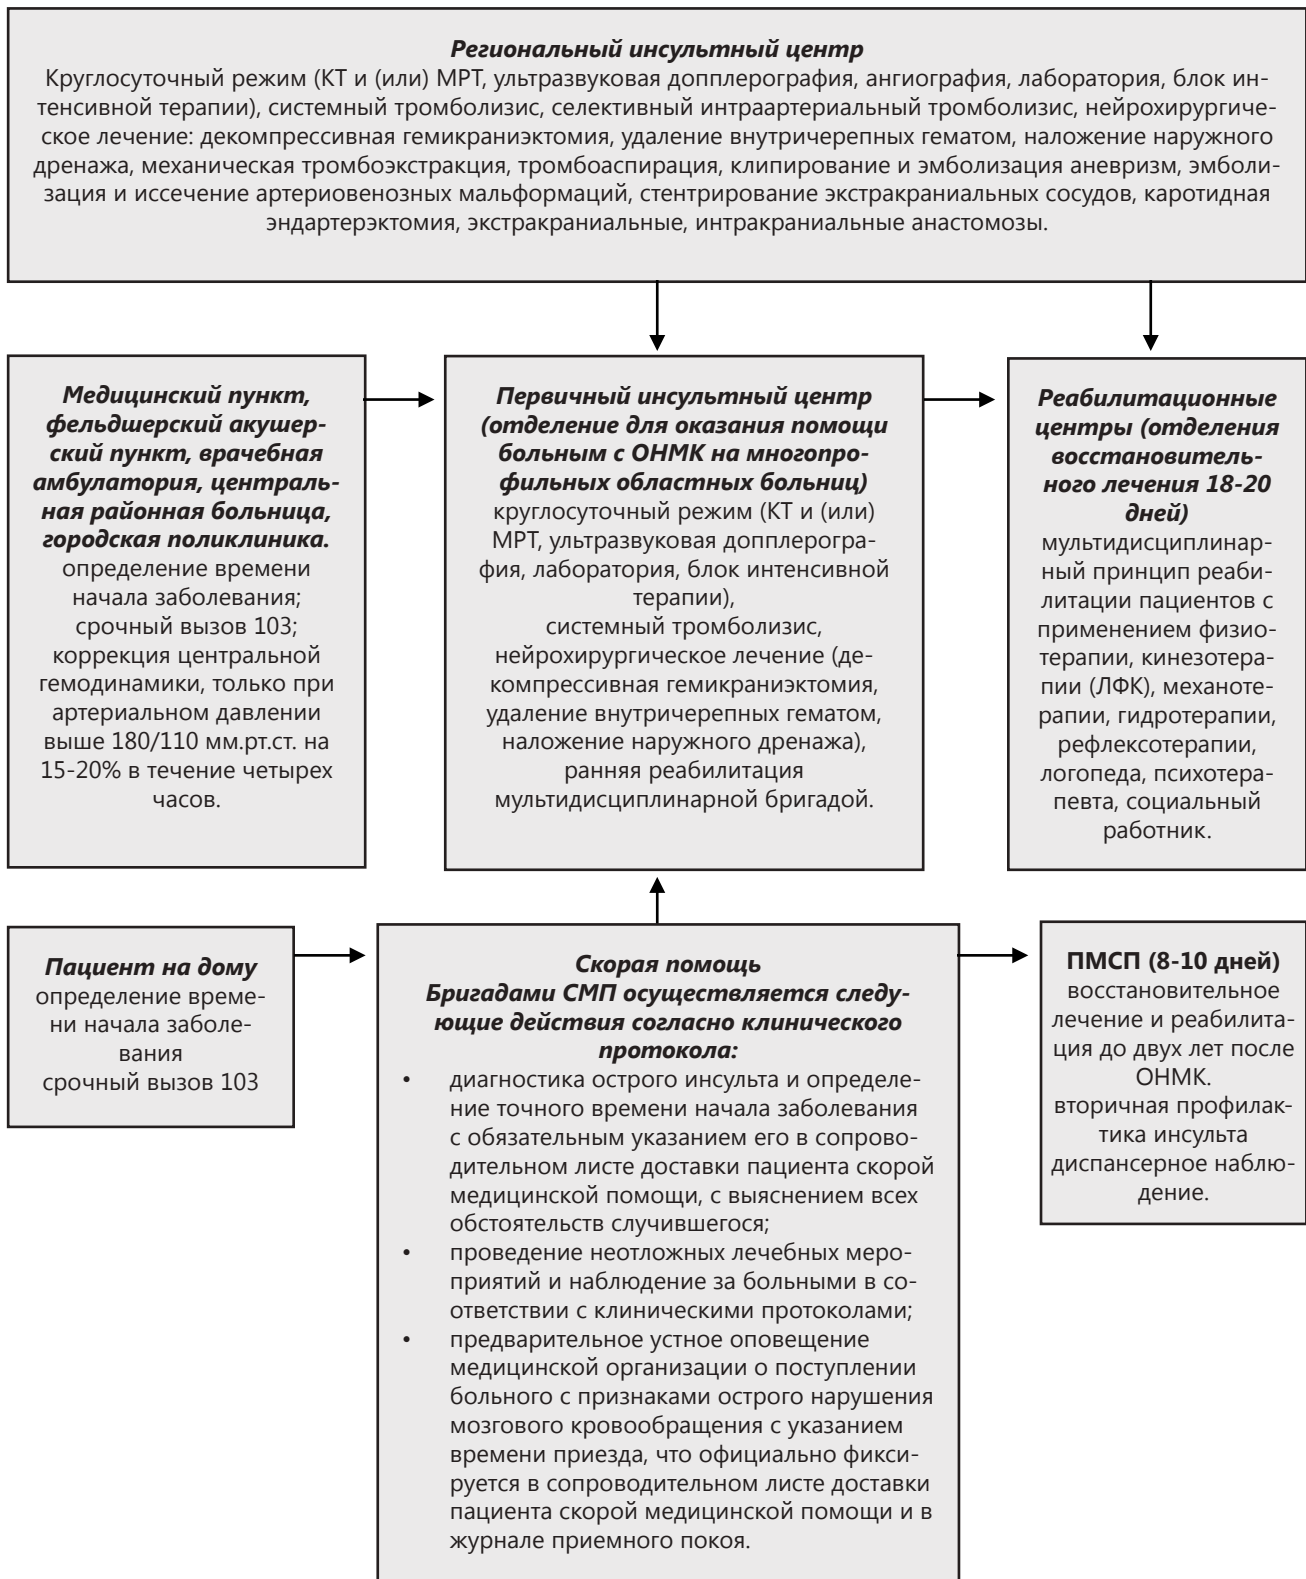 Региональный инсультный центр
Круглосуточный режим (КТ и (или) МРТ, ультразвуковая допплерография, ангиография, лаборатория, блок ин-
тенсивной терапии), системный тромболизис, селективный интраартериальный тромболизис, нейрохирургиче-
ское лечение: декомпрессивная гемикраниэктомия, удаление внутричерепных гематом, наложение наружного
дренажа, механическая тромбоэкстракция, тромбоаспирация, клипирование и эмболизация аневризм, эмболи-
зация и иссечение артериовенозных мальформаций, стентрирование экстракраниальных сосудов, каротидная
эндартерэктомия, экстракраниальные, интракраниальные анастомозы.
Медицинский пункт,
фельдшерский акушер-
ский пункт, врачебная
амбулатория, централь-
ная районная больница,
городская поликлиника.
определение времени
начала заболевания;
срочный вызов 103;
коррекция центральной
гемодинамики, только при
артериальном давлении
выше 180/110 мм.рт.ст. на
15-20% в течение четырех
часов.
Первичный инсультный центр
(отделение для оказания помощи
больным с ОНМК на многопро-
фильных областных больниц)
круглосуточный режим (КТ и (или)
МРТ, ультразвуковая допплерогра-
фия, лаборатория, блок интенсивной
терапии),
системный тромболизис,
нейрохирургическое лечение (де-
компрессивная гемикраниэктомия,
удаление внутричерепных гематом,
наложение наружного дренажа),
ранняя реабилитация
мультидисциплинарной бригадой.
Реабилитационные
центры (отделения
восстановитель-
ного лечения 18-20
дней)
мультидисциплинар-
ный принцип реаби-
литации пациентов с
применением физио-
терапии, кинезотера-
пии (ЛФК), механоте-
рапии, гидротерапии,
рефлексотерапии,
логопеда, психотера-
певта, социальный
работник.
Пациент на дому
определение време-
ни начала заболе-
вания
срочный вызов 103
Скорая помощь
Бригадами СМП осуществляется следу-
ющие действия согласно клинического
протокола:
• диагностика острого инсульта и определе-
ние точного времени начала заболевания
с обязательным указанием его в сопрово-
дительном листе доставки пациента скорой
медицинской помощи, с выяснением всех
обстоятельств случившегося;
• проведение неотложных лечебных меро-
приятий и наблюдение за больными в со-
ответствии с клиническими протоколами;
• предварительное устное оповещение
медицинской организации о поступлении
больного с признаками острого нарушения
мозгового кровообращения с указанием
времени приезда, что официально фикси-
руется в сопроводительном листе доставки
пациента скорой медицинской помощи и в
журнале приемного покоя.
ПМСП (8-10 дней)
восстановительное
лечение и реабилита-
ция до двух лет после
ОНМК.
вторичная профилак-
тика инсульта
диспансерное наблю-
дение.